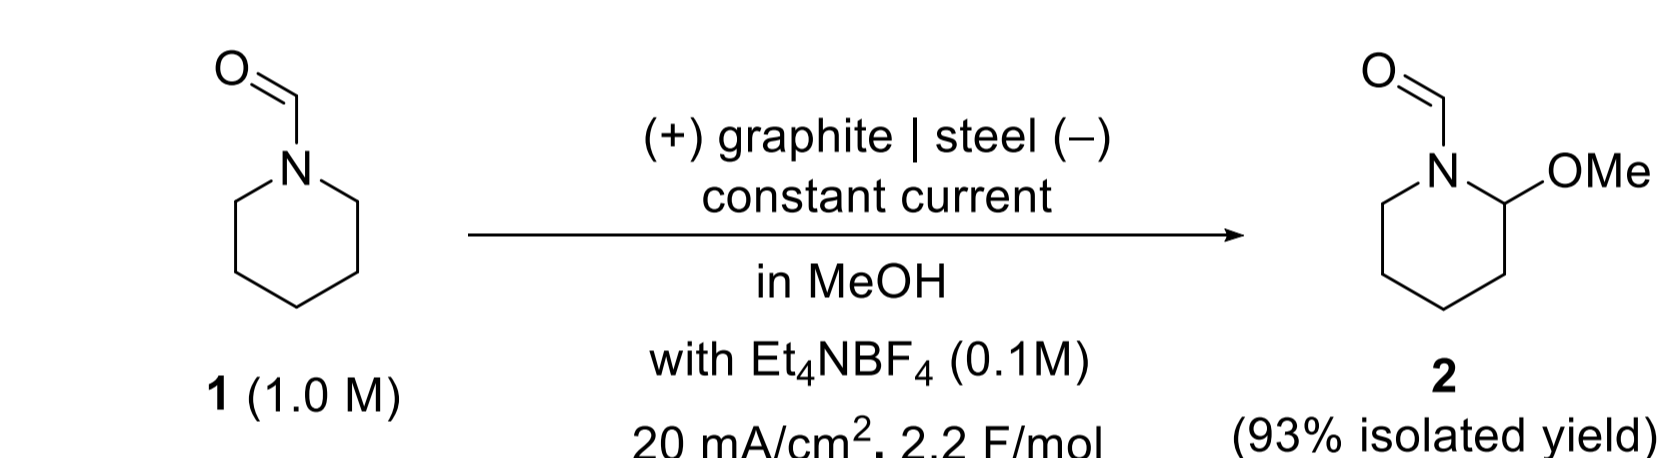 O
N
1 (1.0 M)
(+) graphite | steel (–)
constant current
in MeOH
with Et₄NBF₄ (0.1M)
20 mA/cm², 2.2 F/mol
O
N
OMe
2
(93% isolated yield)